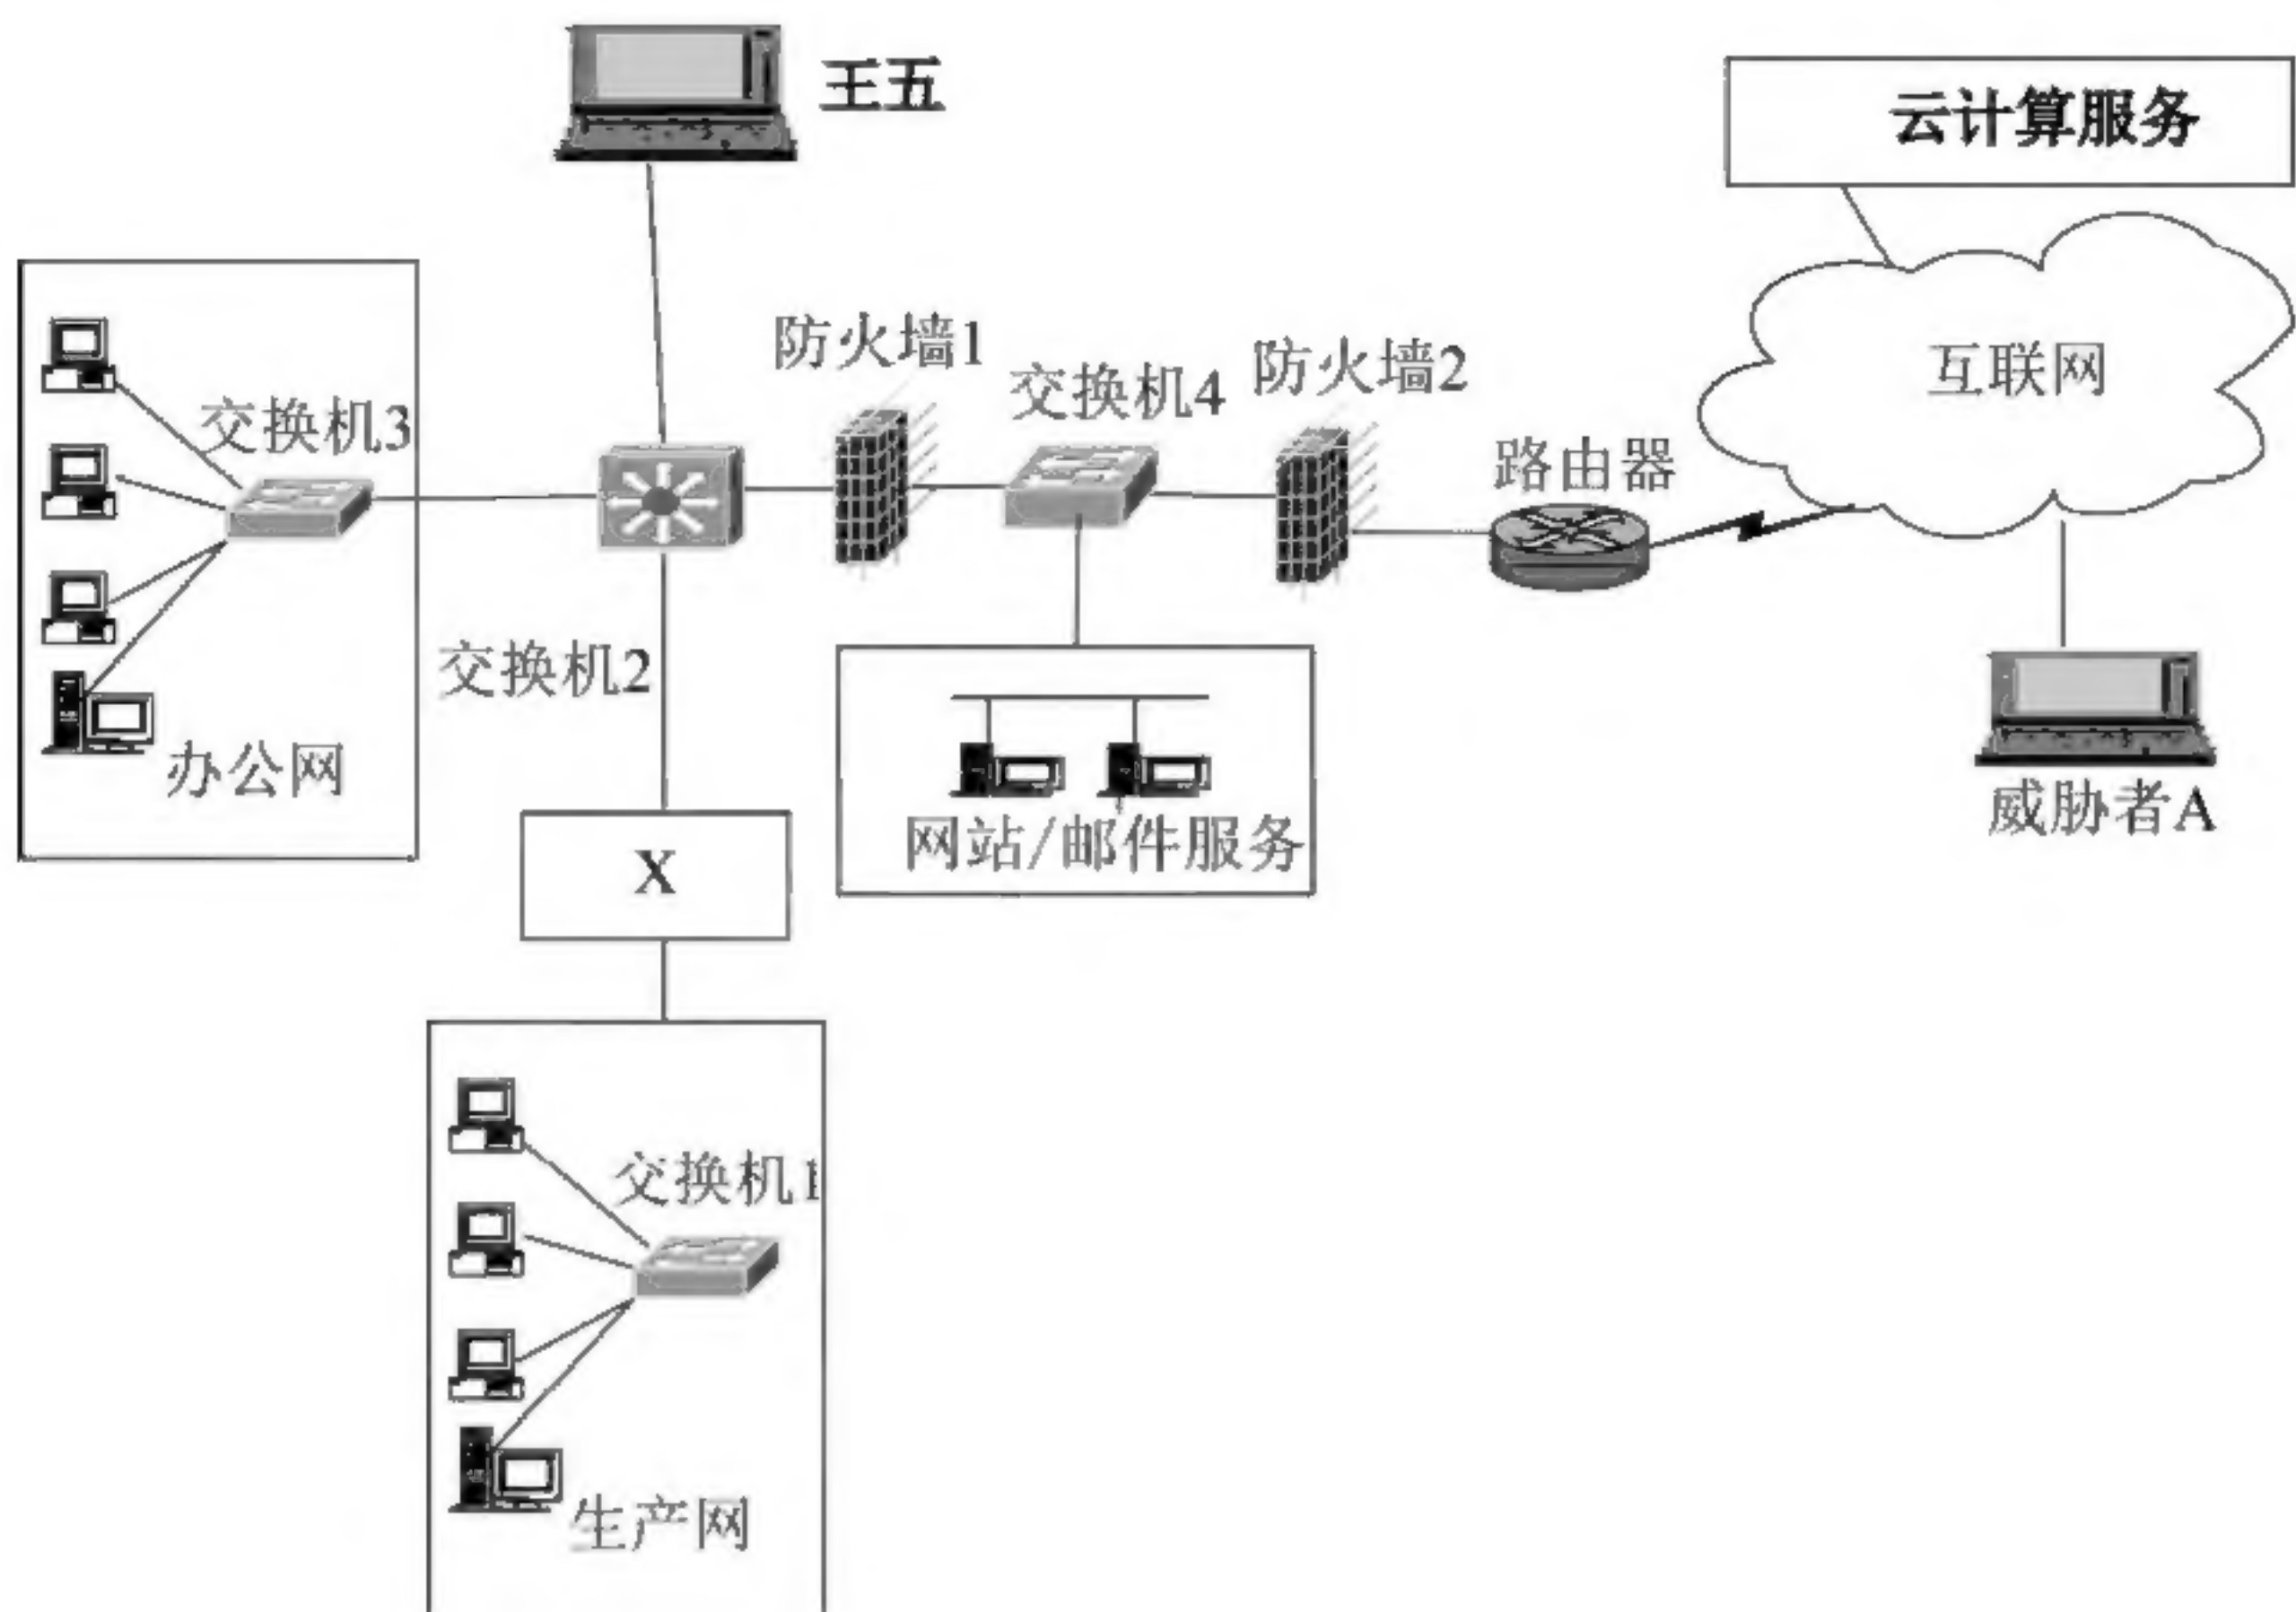 王五
云计算服务
防火墙1
交换机4
防火墙2
互联网
交换机3
路由器
交换机2
办公网
网站/邮件服务
威胁者A
X
交换机1
生产网